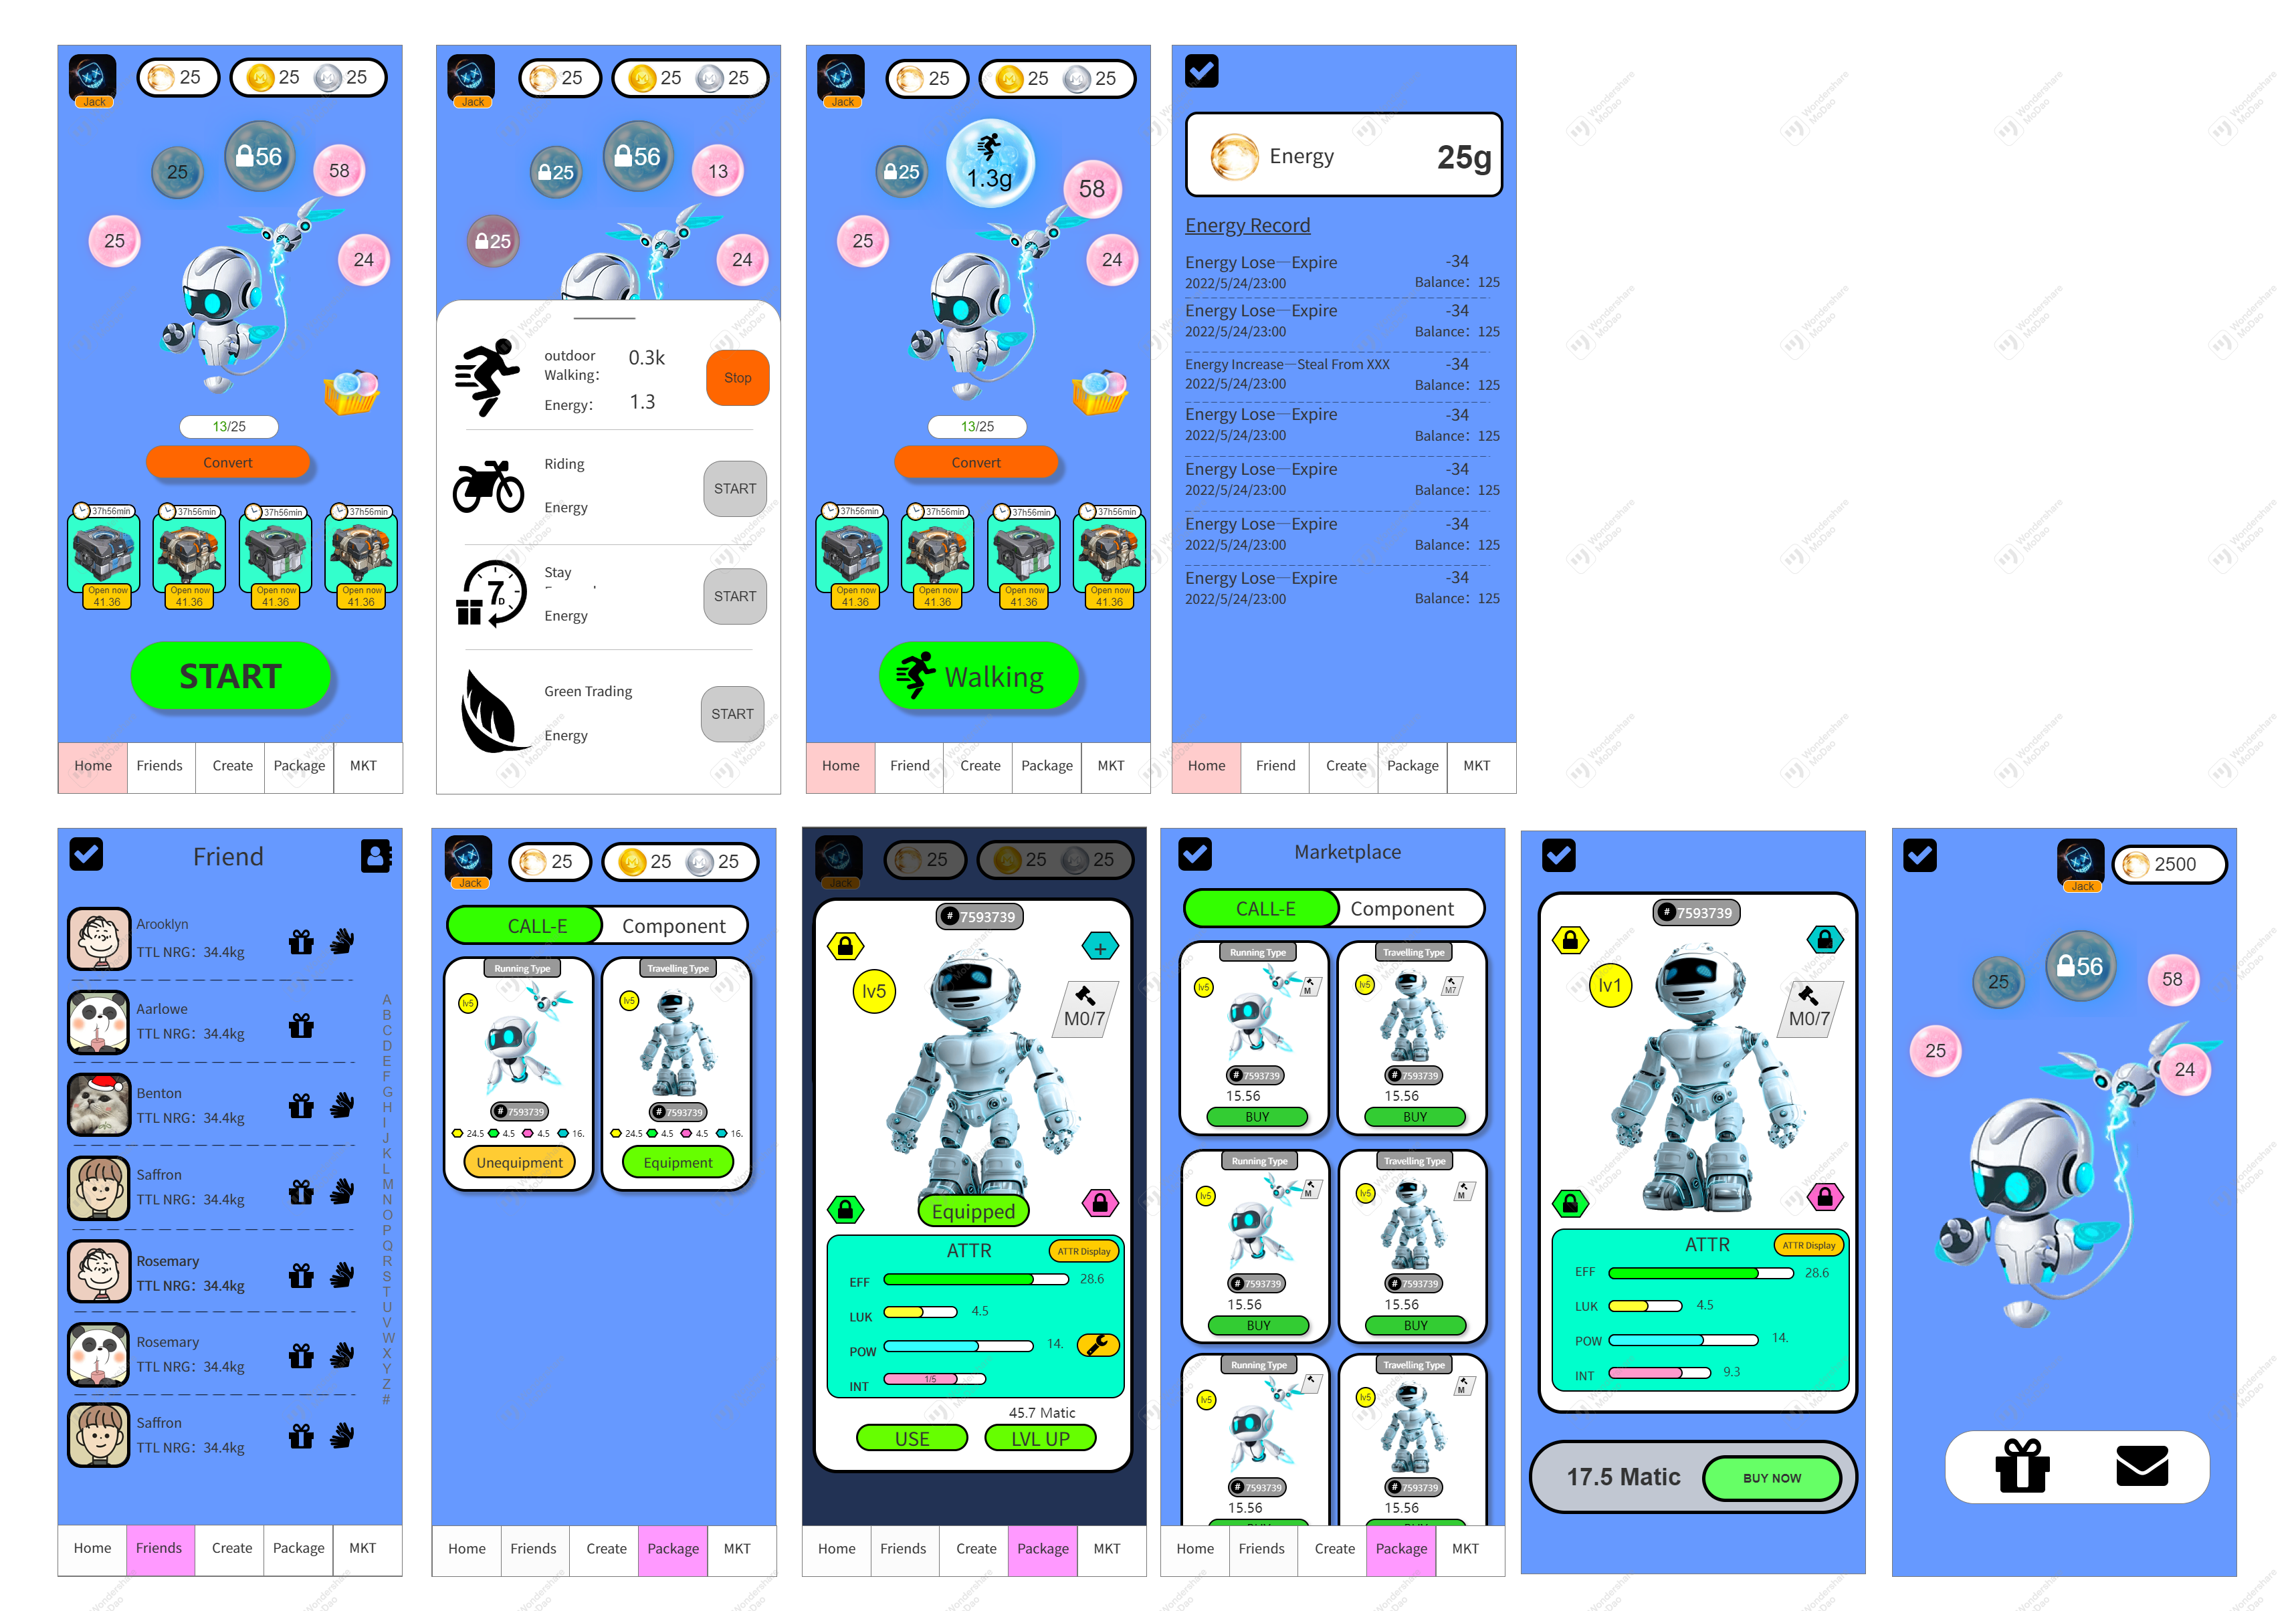 Jack
25
25 25
25
56
58
25
24
13/25
Convert
37h56min 37h56min 37h56min 37h56min
Open now Open now Open now Open now
41.36 41.36 41.36 41.36
START
Home Friends Create Package MKT
Jack
25
25 25
25
56
13
25
24
outdoor
Walking: 0.3k
Energy: 1.3
Stop
Riding
Energy
START
Stay
Energy
START
Green Trading
Energy
START
Jack
25
25 25
25
1.3g
58
25
24
13/25
Convert
37h56min 37h56min 37h56min 37h56min
Open now Open now Open now Open now
41.36 41.36 41.36 41.36
Walking
Home Friend Create Package MKT
Energy 25g
Energy Record
Energy Lose—Expire -34
2022/5/24/23:00 Balance: 125
Energy Lose—Expire -34
2022/5/24/23:00 Balance: 125
Energy Increase—Steal From XXX -34
2022/5/24/23:00 Balance: 125
Energy Lose—Expire -34
2022/5/24/23:00 Balance: 125
Energy Lose—Expire -34
2022/5/24/23:00 Balance: 125
Energy Lose—Expire -34
2022/5/24/23:00 Balance: 125
Energy Lose—Expire -34
2022/5/24/23:00 Balance: 125
Home Friend Create Package MKT
Friend
Arooklyn
TTL NRG: 34.4kg
Aarlowe
TTL NRG: 34.4kg
Benton
TTL NRG: 34.4kg
Saffron
TTL NRG: 34.4kg
Rosemary
TTL NRG: 34.4kg
Rosemary
TTL NRG: 34.4kg
Saffron
TTL NRG: 34.4kg
A
B
C
D
E
F
G
H
I
J
K
L
M
N
O
P
Q
R
S
T
U
V
W
X
Y
Z
#
Home Friends Create Package MKT
Jack
25
25 25
CALL-E Component
Running Type Travelling Type
lv5 lv5
# 7593739 # 7593739
24.5 4.5 4.5 16. 24.5 4.5 4.5 16.
Unequipment Equipment
Home Friends Create Package MKT
Jack
25
25 25
# 7593739
+
lv5
M0/7
Equipped
ATTR ATTR Display
EFF 28.6
LUK 4.5
POW 14.
INT 1/5
45.7 Matic
USE LVL UP
Home Friends Create Package MKT
Marketplace
CALL-E Component
Running Type Travelling Type
lv5 M lv5 M7
# 7593739 # 7593739
15.56 15.56
BUY BUY
Running Type Travelling Type
lv5 M lv5 M
# 7593739 # 7593739
15.56 15.56
BUY BUY
Running Type Travelling Type
lv5 lv5 M
# 7593739 # 7593739
15.56 15.56
Home Friends Create Package MKT
# 7593739
lv1
M0/7
ATTR ATTR Display
EFF 28.6
LUK 4.5
POW 14.
INT 9.3
17.5 Matic BUY NOW
Jack
2500
25
56
58
25
24
Wondershare
MoDao